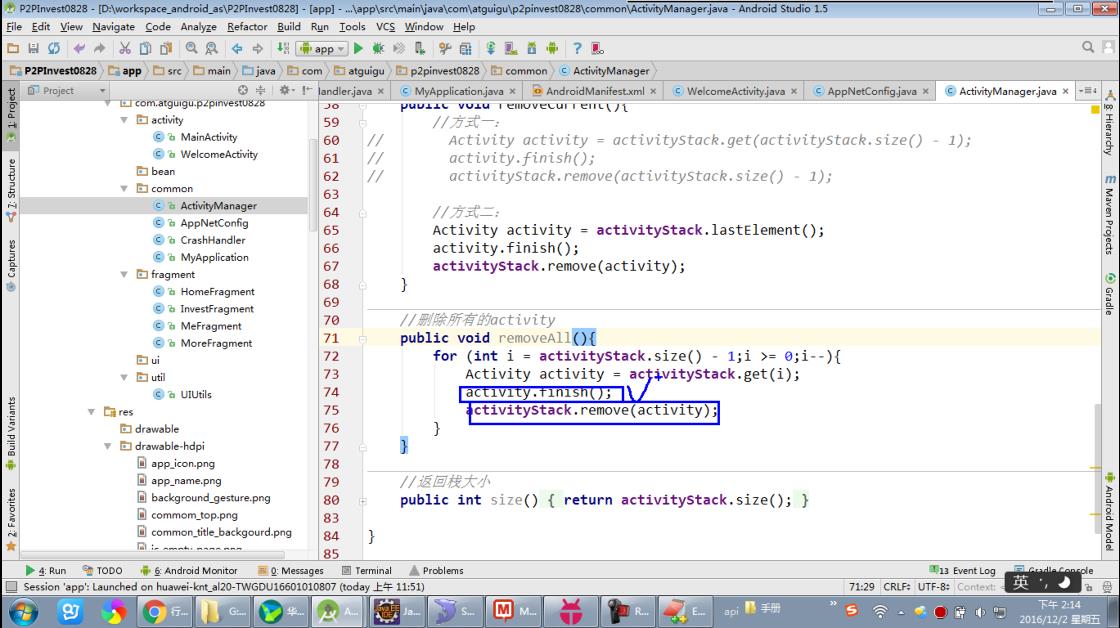 P2PInvest0828 - [D:\workspace_android_as\P2PInvest0828] - [app] - ...\app\src\main\java\com\atguigu\p2pinvest0828\common\ActivityManager.java - Android Studio 1.5
File Edit View Navigate Code Analyze Refactor Build Run Tools VCS Window Help
app
P2PInvest0828 app src main java com atguigu p2pinvest0828 common ActivityManager
Project
Handler.java MyApplication.java AndroidManifest.xml WelcomeActivity.java AppNetConfig.java ActivityManager.java
1: Project
7: Structure
Captures
Build Variants
2: Favorites
com.atguigu.p2pinvest0828
activity
MainActivity
WelcomeActivity
bean
common
ActivityManager
AppNetConfig
CrashHandler
MyApplication
fragment
HomeFragment
InvestFragment
MeFragment
MoreFragment
ui
util
UIUtils
res
drawable
drawable-hdpi
app_icon.png
app_name.png
background_gesture.png
commom_top.png
common_title_backgourd.png
ic_empty_page.png
58 public void removeCurrent(){
59 //方式一：
60 // Activity activity = activityStack.get(activityStack.size() - 1);
61 // activity.finish();
62 // activityStack.remove(activityStack.size() - 1);
63
64 //方式二：
65 Activity activity = activityStack.lastElement();
66 activity.finish();
67 activityStack.remove(activity);
68 }
69
70 //删除所有的activity
71 public void removeAll(){
72 for (int i = activityStack.size() - 1;i >= 0;i--){
73 Activity activity = activityStack.get(i);
74 activity.finish();
75 activityStack.remove(activity);
76 }
77 }
78
79 //返回栈大小
80 public int size() { return activityStack.size(); }
83
84 }
85
8: Hierarchy
Maven Projects
Gradle
Android Model
4: Run TODO 6: Android Monitor 0: Messages Terminal Problems 13 Event Log Gradle Console
Session 'app': Launched on huawei-knt_al20-TWGDU16601010807 (today 上午 11:51) 71:29 CRLF÷ UTF-8÷ Context:
英
行... G:... 华... A... Ja... S... M... R... E... api 手册
下午 2:14
2016/12/2 星期五